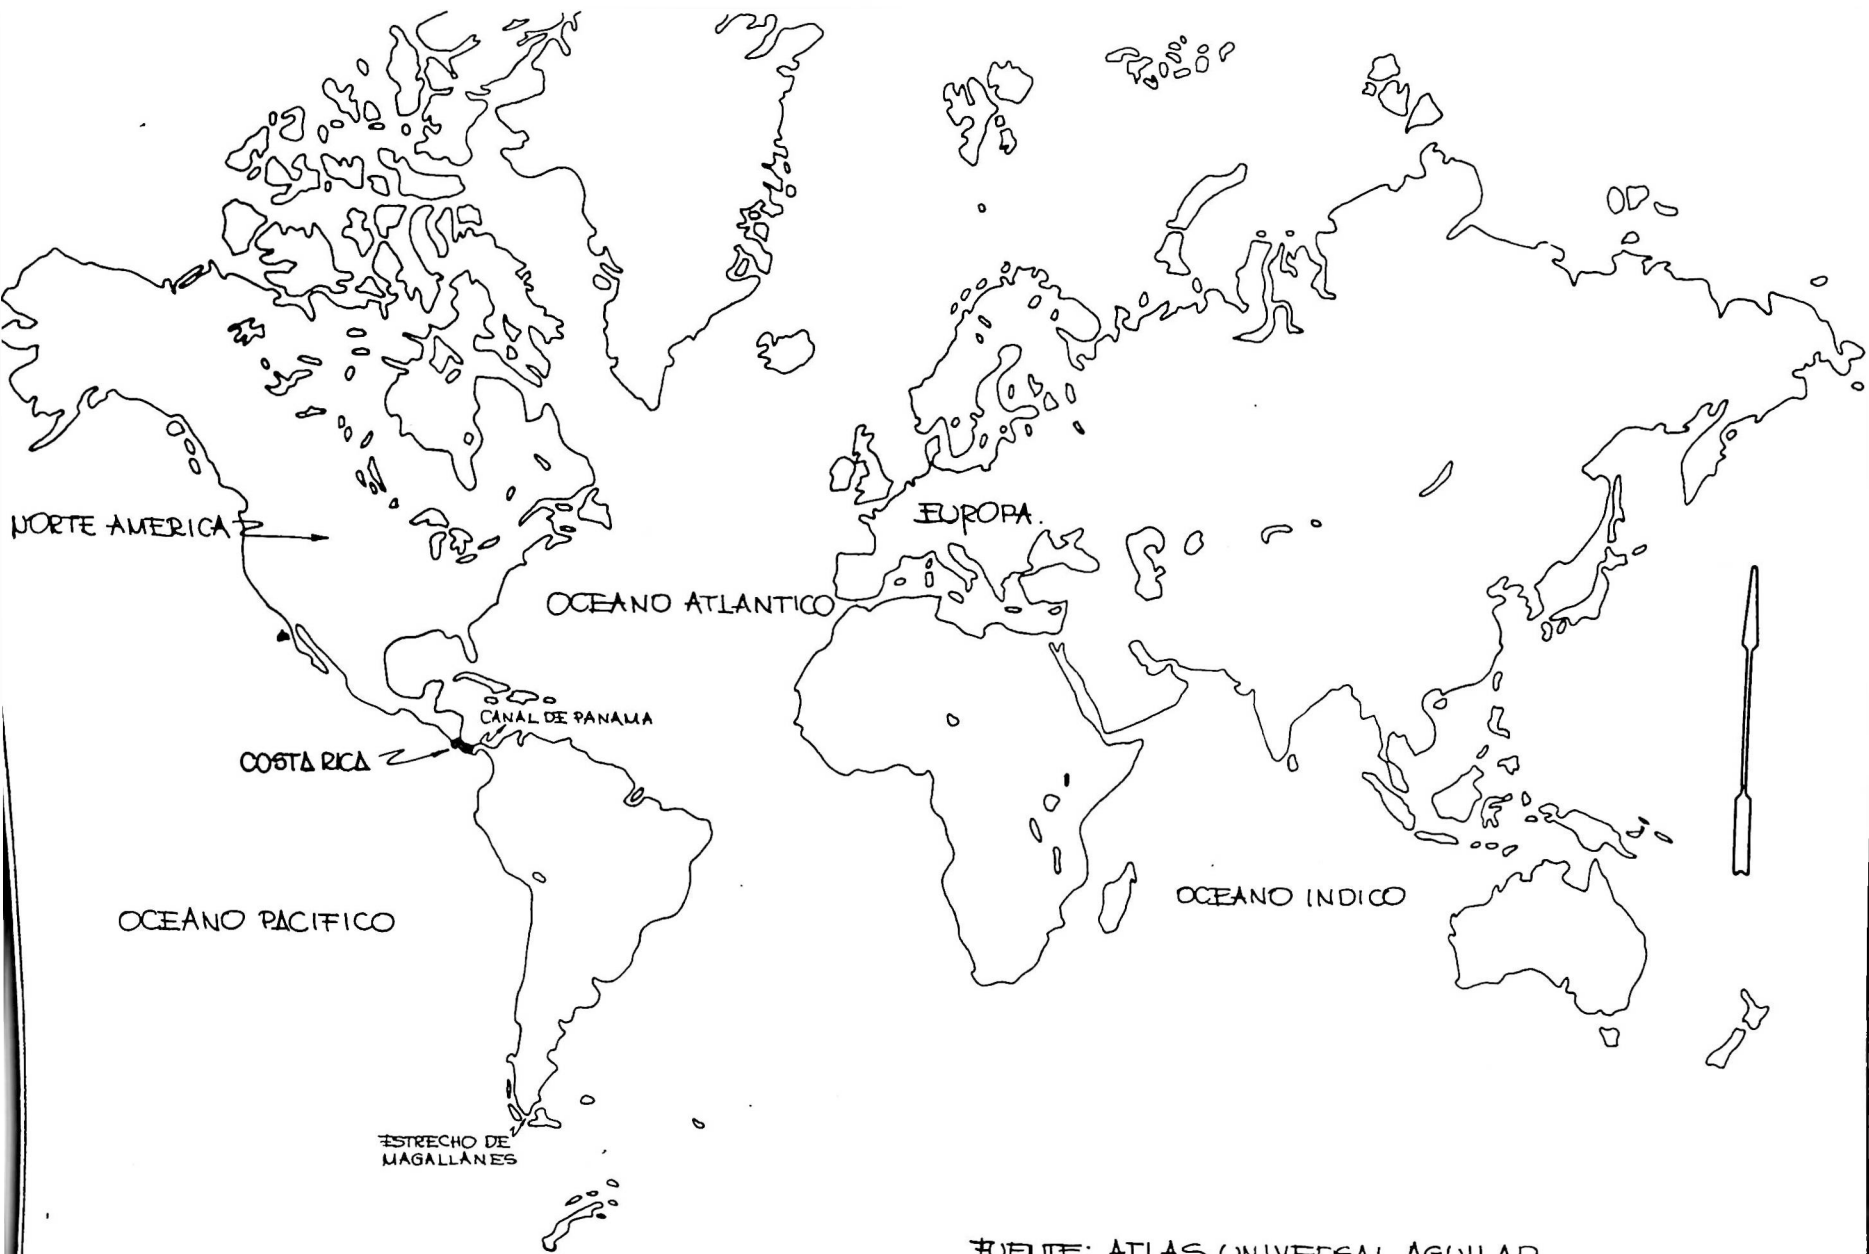 EUROPA.
NORTE AMERICA
OCEANO ATLANTICO
CANAL DE PANAMA
COSTA RICA
OCEANO INDICO
OCEANO PACIFICO
ESTRECHO DE
MAGALLANES
FUENTE: ATLAS UNIVERSAL AGUILAR